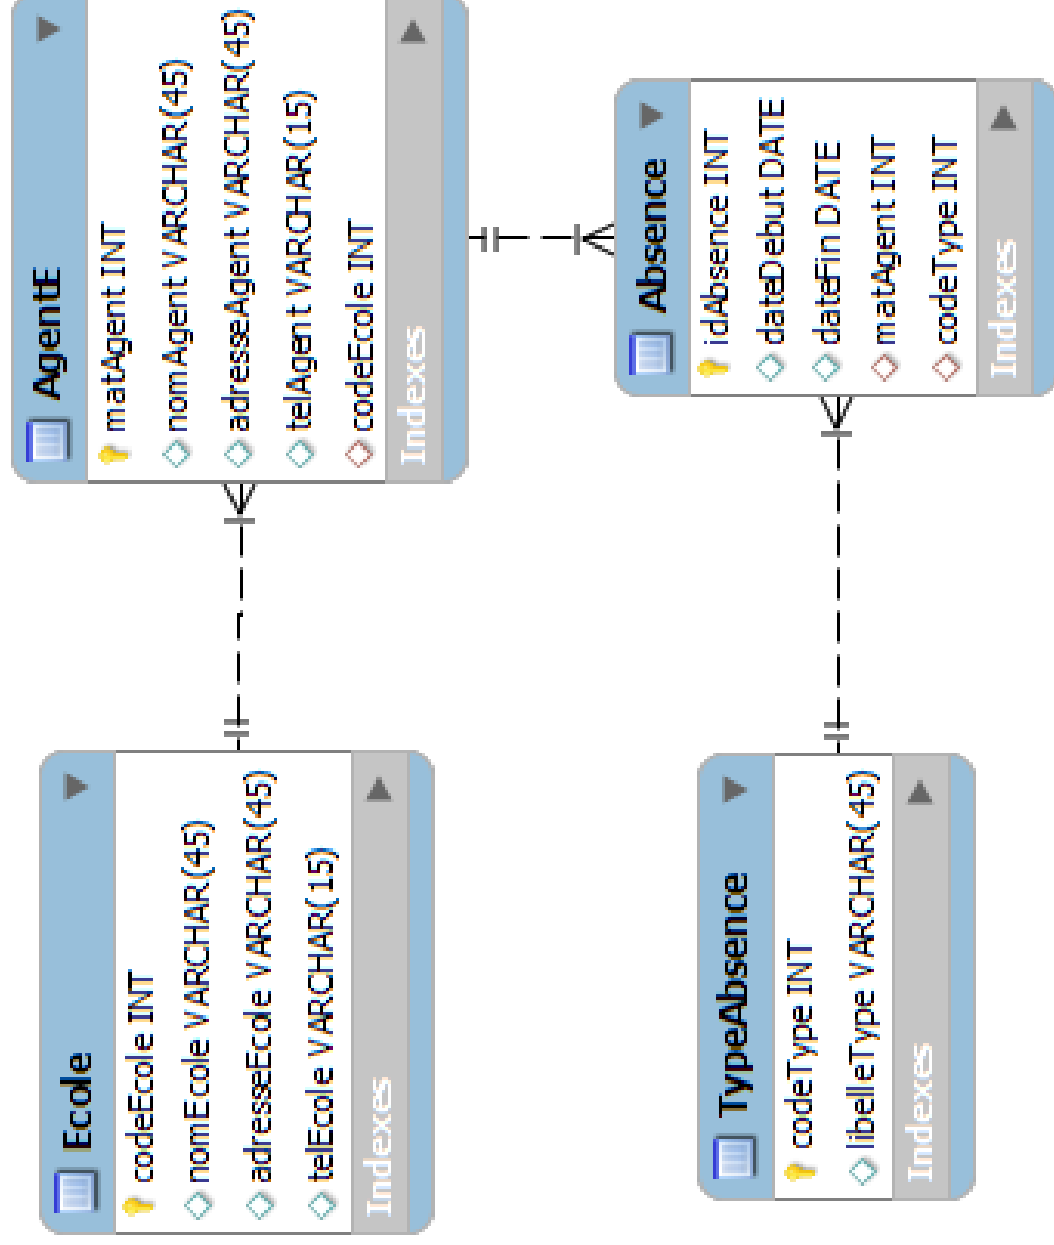 Ecole
codeEcole INT
nomEcole VARCHAR(45)
adresseEcole VARCHAR(45)
telEcole VARCHAR(15)
Indexes
AgentE
matAgent INT
nomAgent VARCHAR(45)
adresseAgent VARCHAR(45)
telAgent VARCHAR(15)
codeEcole INT
Indexes
TypeAbsence
codeType INT
libelleType VARCHAR(45)
Indexes
Absence
idAbsence INT
dateDebut DATE
dateFin DATE
matAgent INT
codeType INT
Indexes